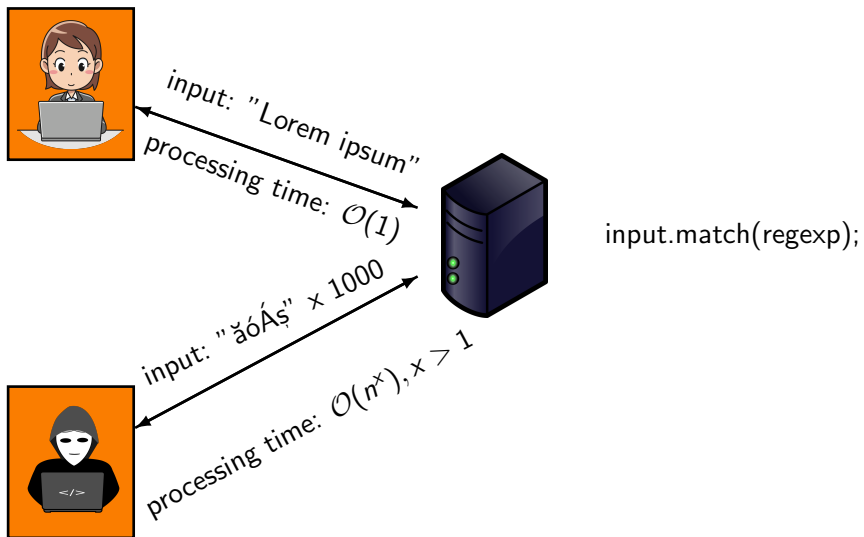 input: "Lorem ipsum"
processing time: O(1)
input.match(regexp);
input: "ăóÁș" x 1000
processing time: O(nˣ), x > 1
</>